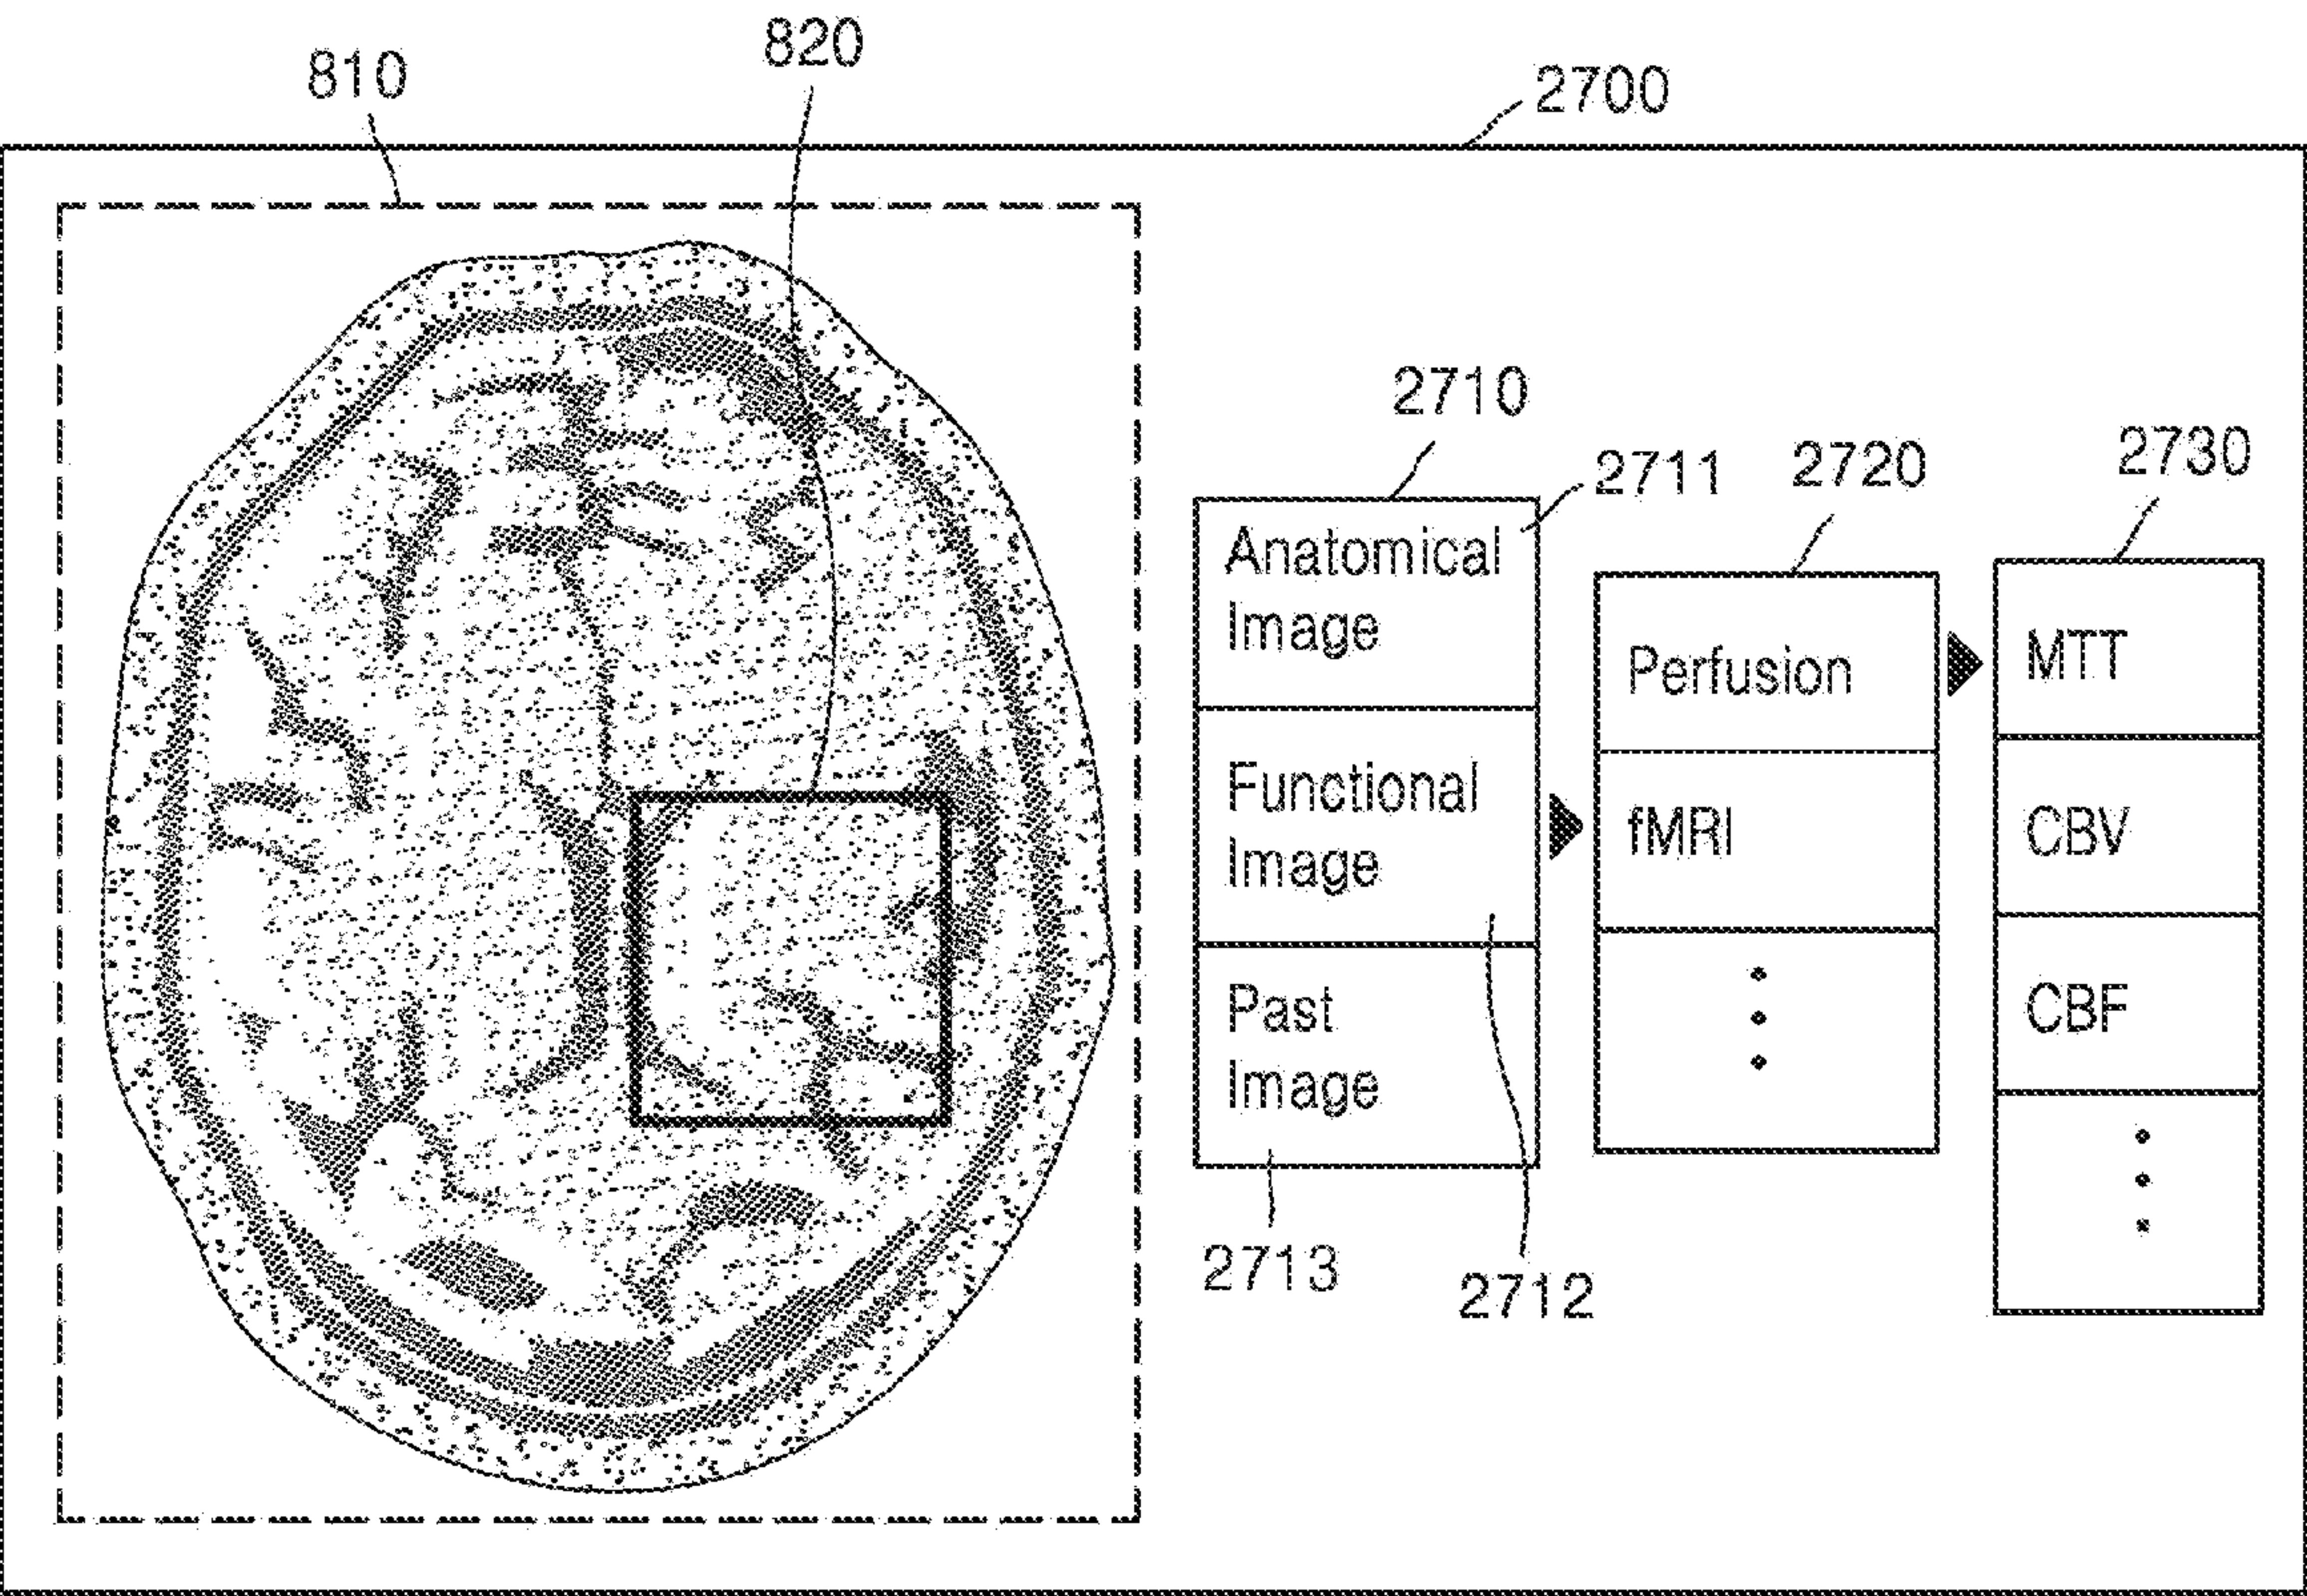 820
810
2700
2710
2711
2720
2730
Anatomical
Image
Functional
Image
Past
Image
2713
2712
Perfusion
fMRI
MTT
CBV
CBF